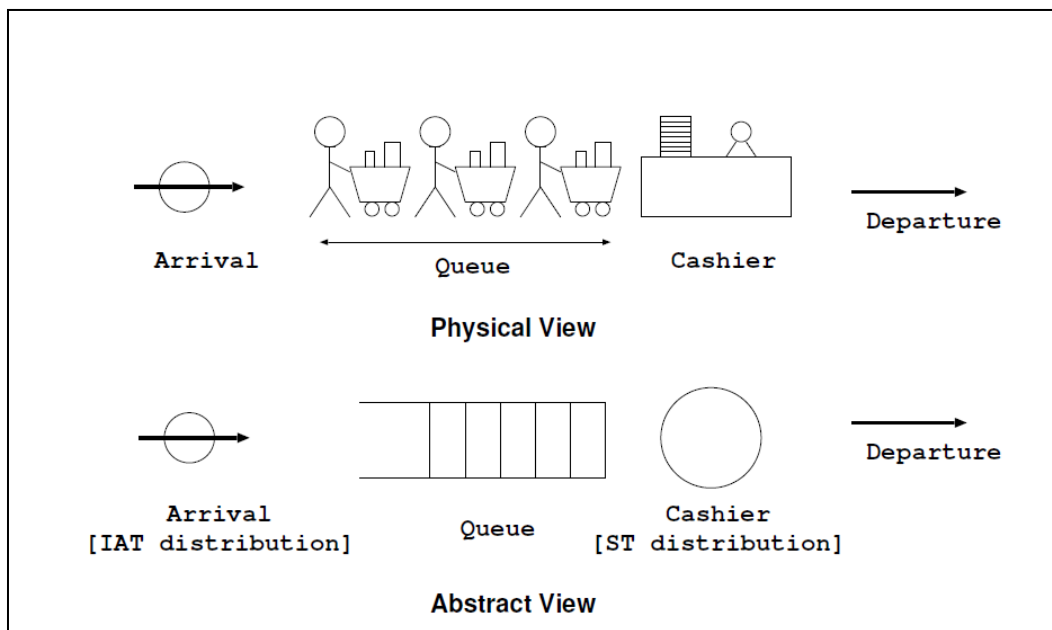 Arrival
Queue
Cashier
Departure
Physical View
Arrival
[IAT distribution]
Queue
Cashier
[ST distribution]
Departure
Abstract View